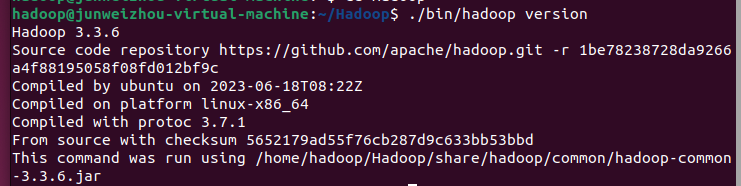 hadoop@junweizhou-virtual-machine:~/Hadoop$ ./bin/hadoop version
Hadoop 3.3.6
Source code repository https://github.com/apache/hadoop.git -r 1be78238728da9266
a4f88195058f08fd012bf9c
Compiled by ubuntu on 2023-06-18T08:22Z
Compiled on platform linux-x86_64
Compiled with protoc 3.7.1
From source with checksum 5652179ad55f76cb287d9c633bb53bbd
This command was run using /home/hadoop/Hadoop/share/hadoop/common/hadoop-common
-3.3.6.jar